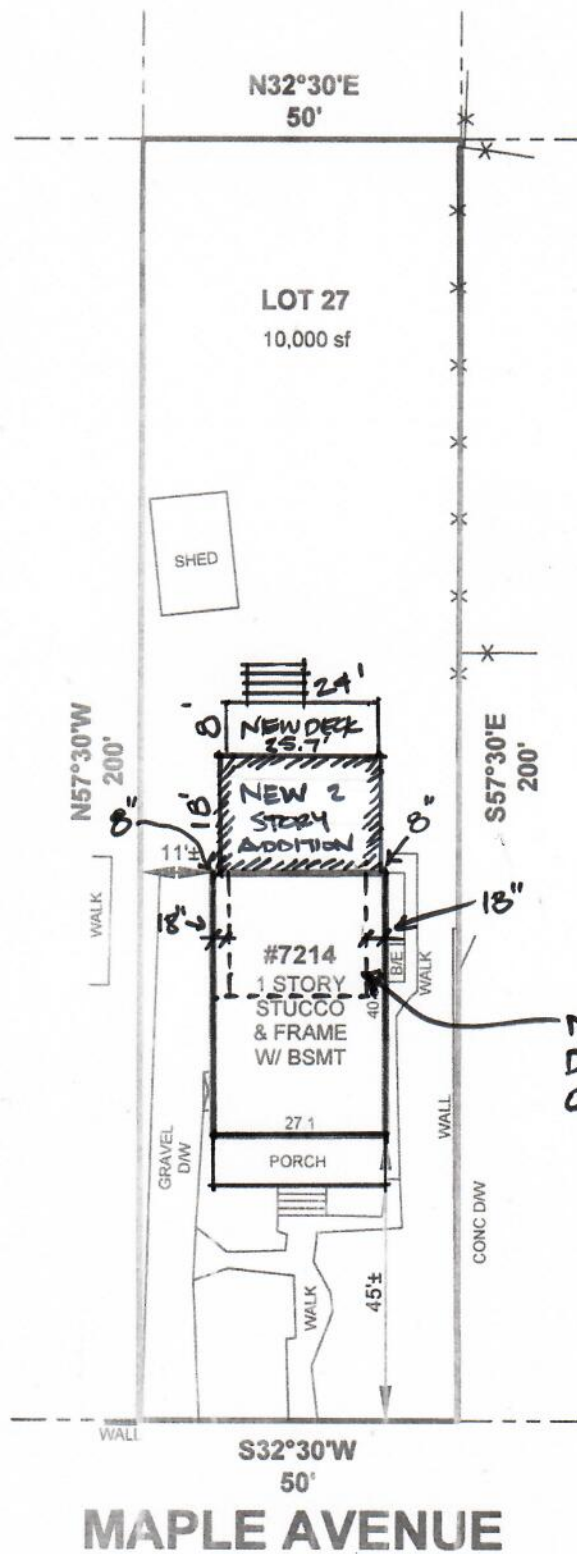 N32°30'E
50'
LOT 27
10,000 sf
SHED
24'
8'
NEW DECK
25.7'
N57°30'W
200'
S57°30'E
200'
18'
NEW 2
STORY
ADDITION
8"
8"
11'±
WALK
18"
18"
#7214
1 STORY
STUCCO
& FRAME
W/ BSMT
40
B/E
WALK
GRAVEL
D/W
27.1
PORCH
WALL
CONC D/W
WALK
45'±
WALL
S32°30'W
50'
MAPLE AVENUE